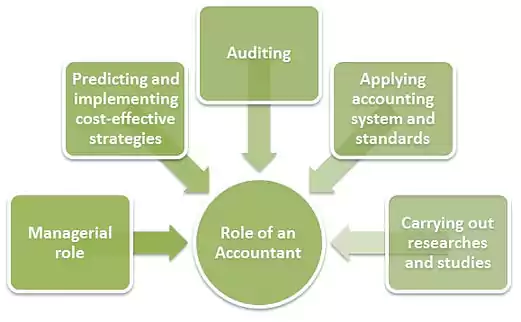 Auditing
Predicting and
implementing
cost-effective
strategies
Applying
accounting
system and
standards
Managerial
role
Role of an
Accountant
Carrying out
researches
and studies